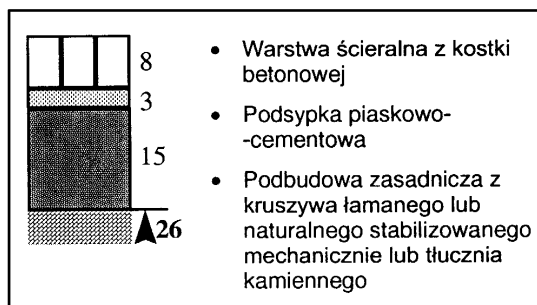 8
3
15
26
• Warstwa ścieralna z kostki
betonowej
• Podsypka piaskowo-
-cementowa
• Podbudowa zasadnicza z
kruszywa łamanego lub
naturalnego stabilizowanego
mechanicznie lub tłucznia
kamiennego